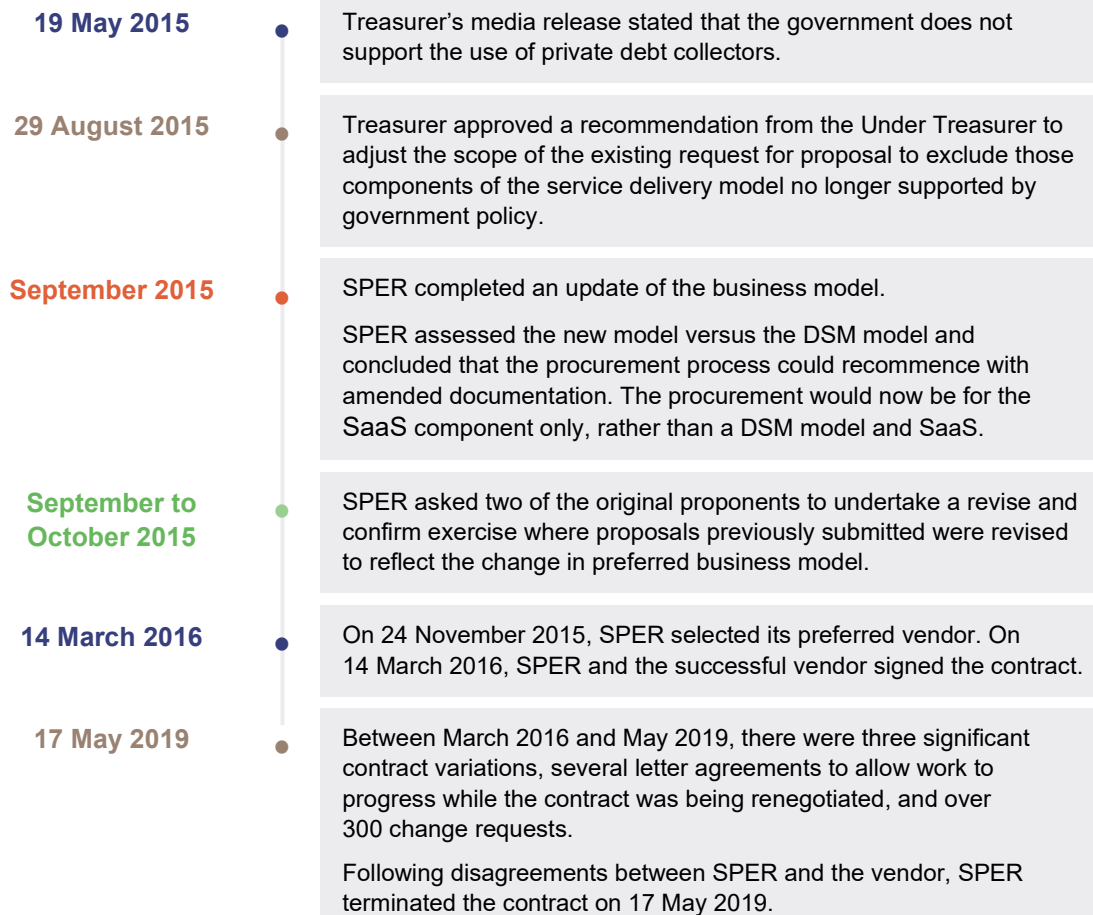 19 May 2015
Treasurer’s media release stated that the government does not
support the use of private debt collectors.
29 August 2015
Treasurer approved a recommendation from the Under Treasurer to
adjust the scope of the existing request for proposal to exclude those
components of the service delivery model no longer supported by
government policy.
September 2015
SPER completed an update of the business model.
SPER assessed the new model versus the DSM model and
concluded that the procurement process could recommence with
amended documentation. The procurement would now be for the
SaaS component only, rather than a DSM model and SaaS.
September to
October 2015
SPER asked two of the original proponents to undertake a revise and
confirm exercise where proposals previously submitted were revised
to reflect the change in preferred business model.
14 March 2016
On 24 November 2015, SPER selected its preferred vendor. On
14 March 2016, SPER and the successful vendor signed the contract.
17 May 2019
Between March 2016 and May 2019, there were three significant
contract variations, several letter agreements to allow work to
progress while the contract was being renegotiated, and over
300 change requests.
Following disagreements between SPER and the vendor, SPER
terminated the contract on 17 May 2019.